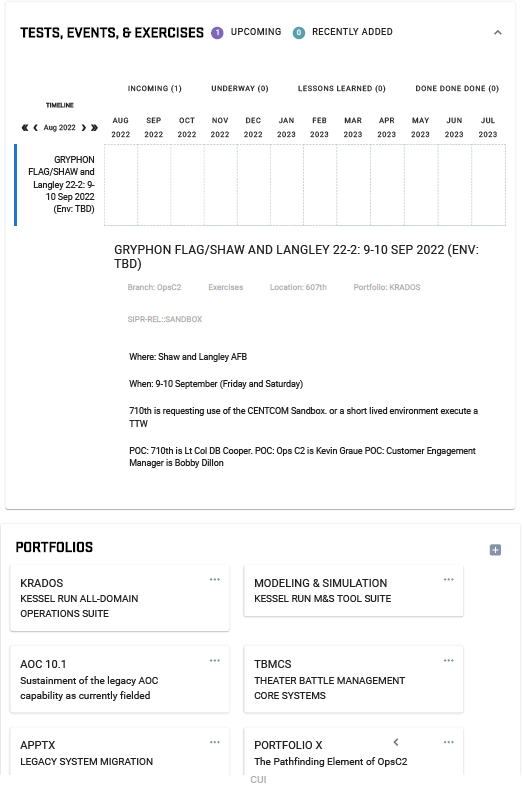 TESTS, EVENTS, & EXERCISES 1 UPCOMING 0 RECENTLY ADDED
INCOMING (1) UNDERWAY (0) LESSONS LEARNED (0) DONE DONE DONE (0)
TIMELINE
Aug 2022
AUG 2022
SEP 2022
OCT 2022
NOV 2022
DEC 2022
JAN 2023
FEB 2023
MAR 2023
APR 2023
MAY 2023
JUN 2023
JUL 2023
GRYPHON
FLAG/SHAW and
Langley 22-2: 9-
10 Sep 2022
(Env: TBD)
GRYPHON FLAG/SHAW AND LANGLEY 22-2: 9-10 SEP 2022 (ENV:
TBD)
Branch: OpsC2 Exercises Location: 607th Portfolio: KRADOS
SIPR-REL::SANDBOX
Where: Shaw and Langley AFB
When: 9-10 September (Friday and Saturday)
710th is requesting use of the CENTCOM Sandbox. or a short lived environment execute a
TTW
POC: 710th is Lt Col DB Cooper. POC: Ops C2 is Kevin Graue POC: Customer Engagement
Manager is Bobby Dillon
PORTFOLIOS
KRADOS
KESSEL RUN ALL-DOMAIN
OPERATIONS SUITE
MODELING & SIMULATION
KESSEL RUN M&S TOOL SUITE
AOC 10.1
Sustainment of the legacy AOC
capability as currently fielded
TBMCS
THEATER BATTLE MANAGEMENT
CORE SYSTEMS
APPTX
LEGACY SYSTEM MIGRATION
PORTFOLIO X
The Pathfinding Element of OpsC2
CUI